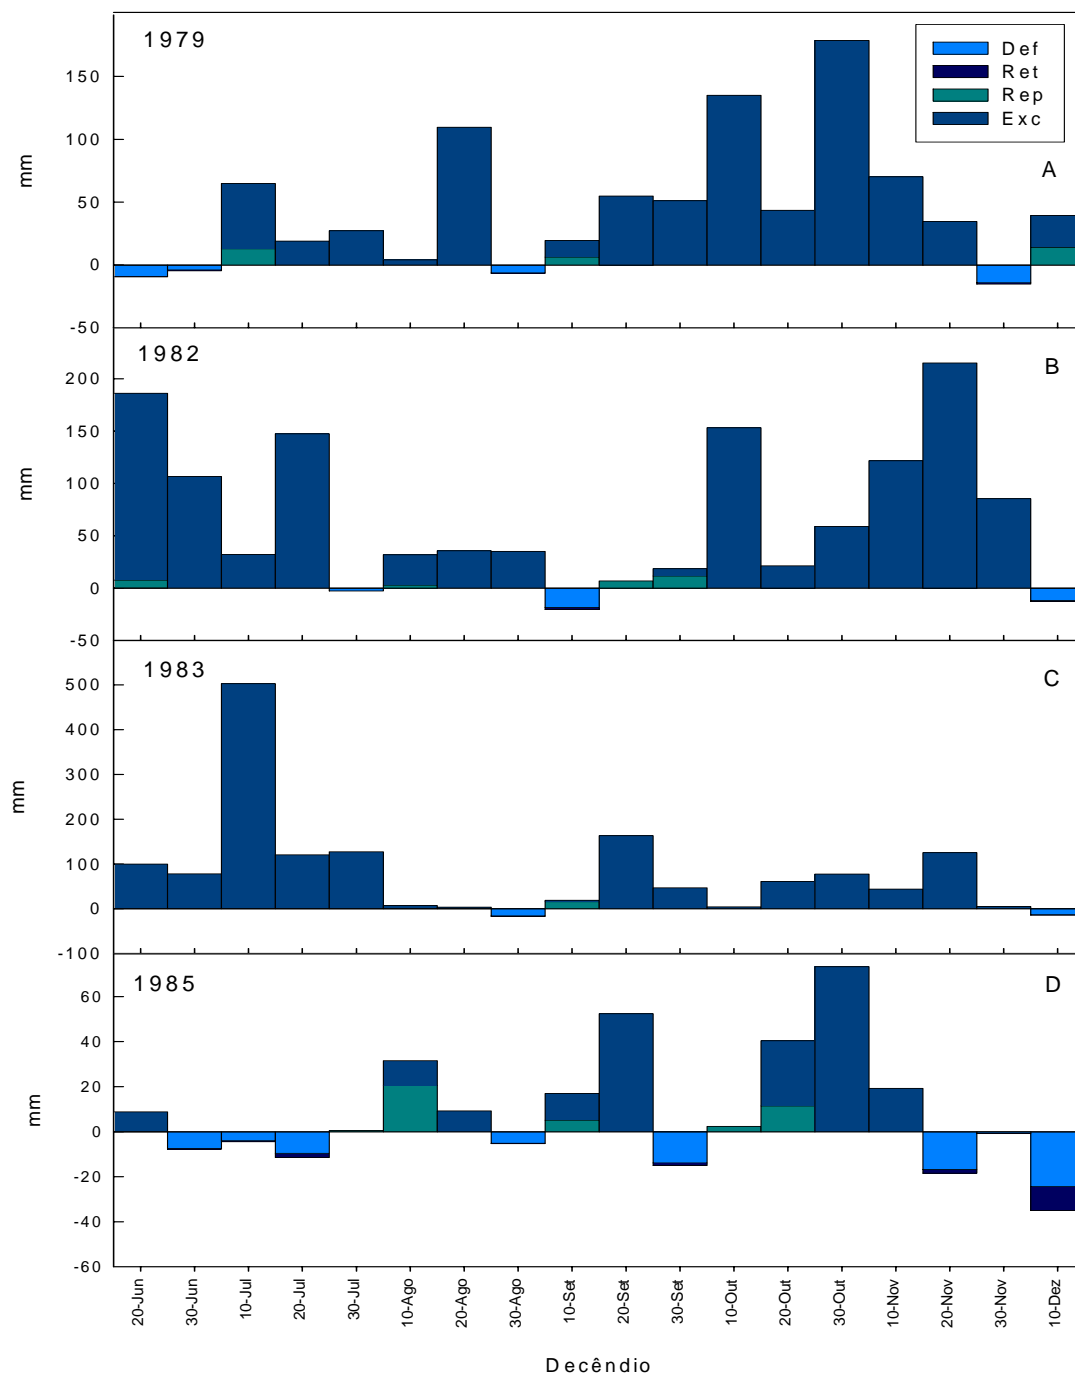 1979
Def
Ret
Rep
Exc
A
mm
150
100
50
0
-50
1982
B
mm
200
150
100
50
0
-50
1983
C
mm
500
400
300
200
100
0
-100
1985
D
mm
60
40
20
0
-20
-40
-60
20-Jun
30-Jun
10-Jul
20-Jul
30-Jul
10-Ago
20-Ago
30-Ago
10-Set
20-Set
30-Set
10-Out
20-Out
30-Out
10-Nov
20-Nov
30-Nov
10-Dez
Decêndio